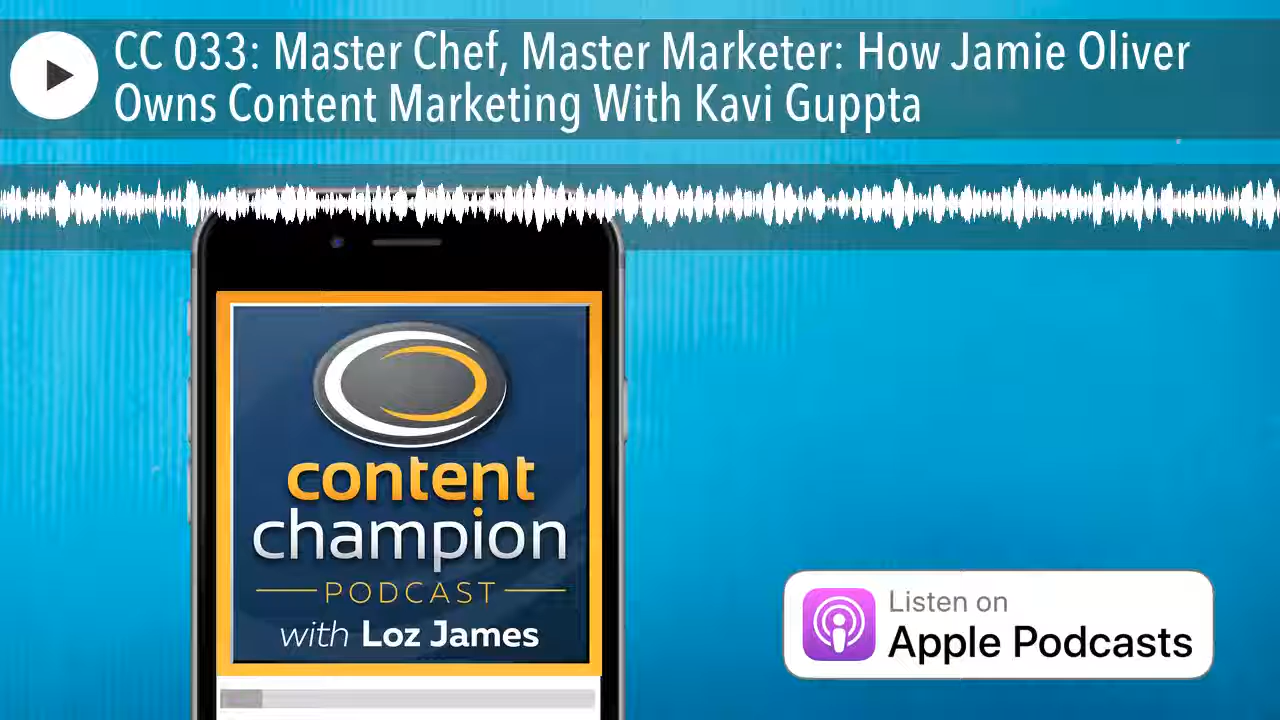 CC 033: Master Chef, Master Marketer: How Jamie Oliver
Owns Content Marketing With Kavi Guppta
content
champion
PODCAST
with Loz James
Listen on
Apple Podcasts